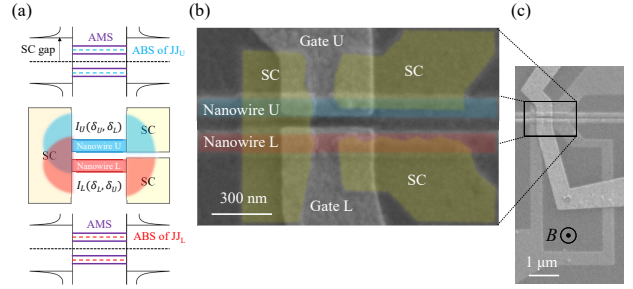 (a)
AMS
SC gap
ABS of JJU
IU(δU, δL)
SC
Nanowire U
Nanowire L
SC
SC
IL(δL, δU)
AMS
ABS of JJL
(b)
Gate U
SC
SC
Nanowire U
Nanowire L
SC
300 nm
Gate L
(c)
B
1 μm